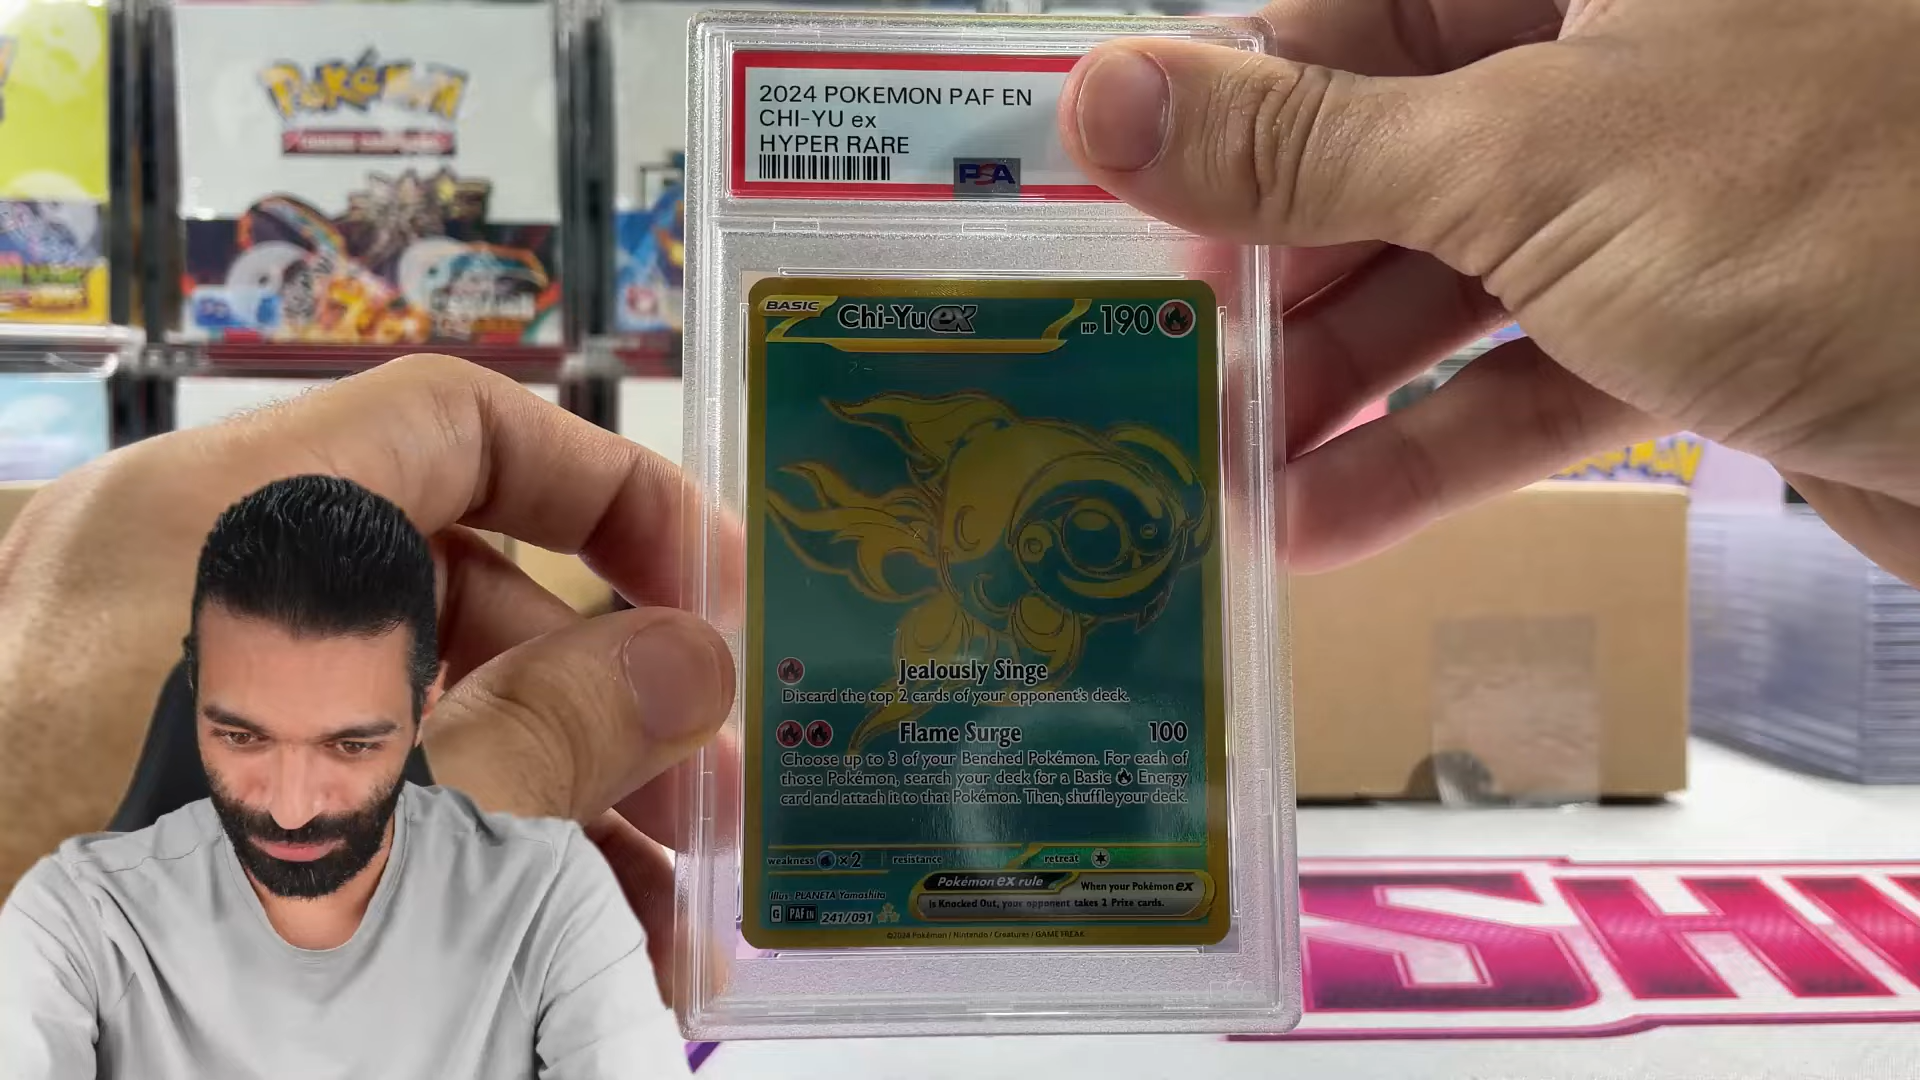 POKéMON
2024 POKEMON PAF EN
CHI-YU ex
HYPER RARE
PSA
BASIC
Chi-Yu ex
HP 190
Jealously Singe
Discard the top 2 cards of your opponent's deck.
Flame Surge 100
Choose up to 3 of your Benched Pokémon. For each of
those Pokémon, search your deck for a Basic Energy
card and attach it to that Pokémon. Then, shuffle your deck.
weakness ×2 resistance retreat
Pokémon ex rule
When your Pokémon ex
is Knocked Out, your opponent takes 2 Prize cards.
Illus. PLANETA Yamashita
G PAF EN 241/091
©2024 Pokémon / Nintendo / Creatures / GAME FREAK
SHI